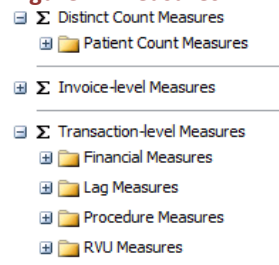 Σ Distinct Count Measures
Patient Count Measures
Σ Invoice-level Measures
Σ Transaction-level Measures
Financial Measures
Lag Measures
Procedure Measures
RVU Measures